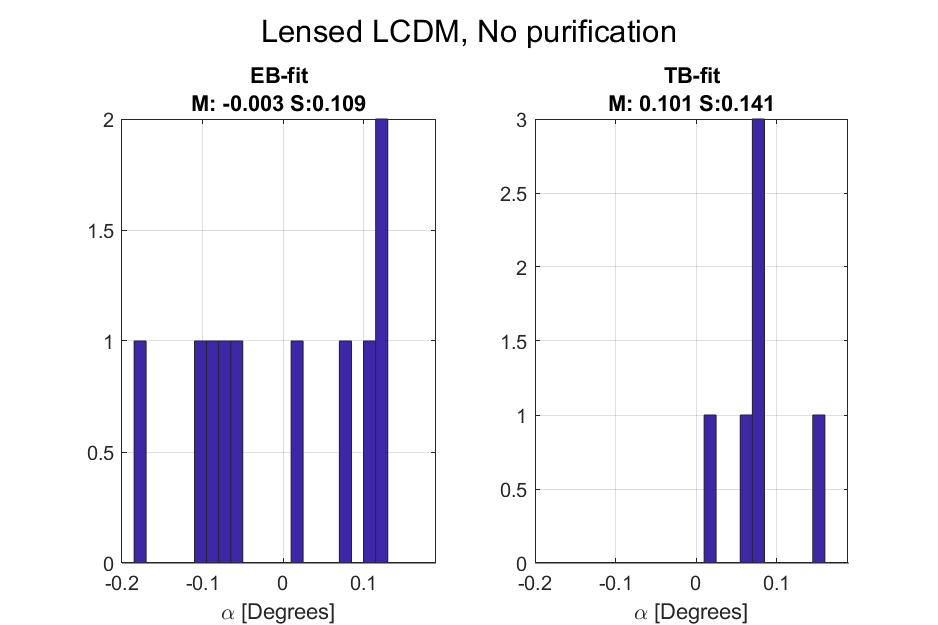 Lensed LCDM, No purification
EB-fit
M: -0.003 S:0.109
2
1.5
1
0.5
0
-0.2
-0.1
0
0.1
α [Degrees]
TB-fit
M: 0.101 S:0.141
3
2.5
2
1.5
1
0.5
0
-0.2
-0.1
0
0.1
α [Degrees]